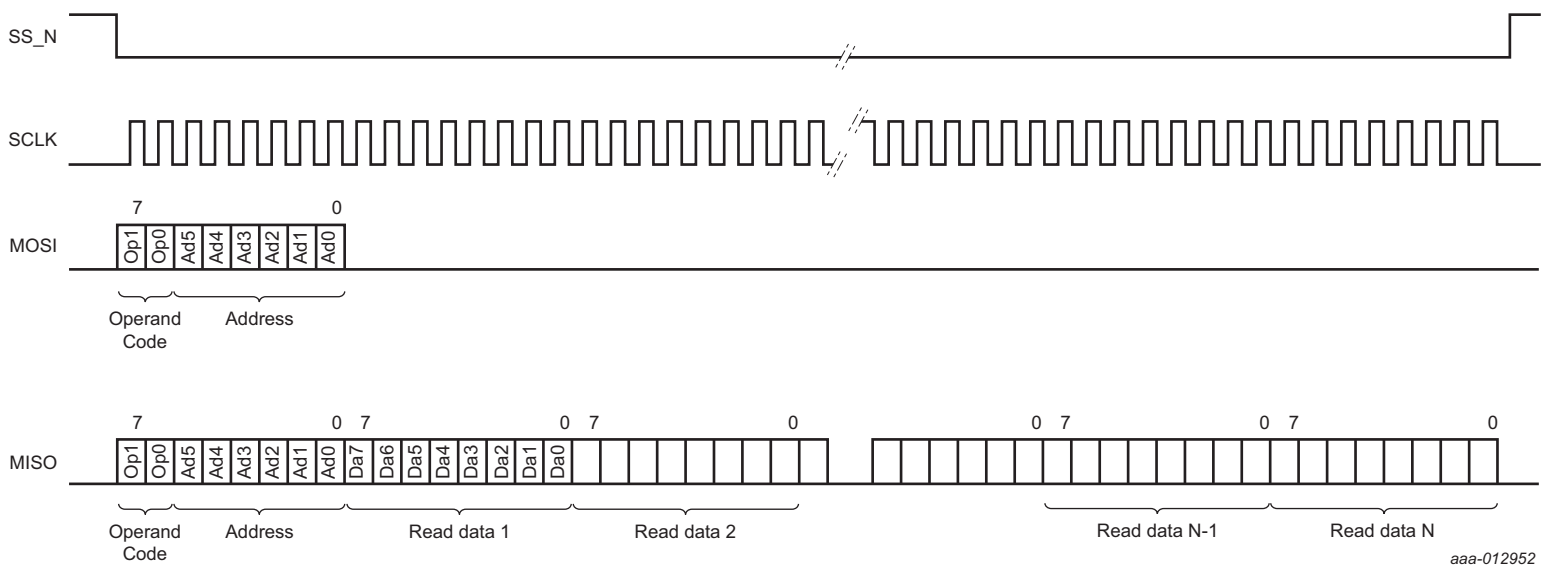 SS_N
SCLK
7 0
MOSI Op1 Op0 Ad5 Ad4 Ad3 Ad2 Ad1 Ad0
Operand Address
Code
7 0 7 0 7 0 0 7 0 7 0
MISO Op1 Op0 Ad5 Ad4 Ad3 Ad2 Ad1 Ad0 Da7 Da6 Da5 Da4 Da3 Da2 Da1 Da0
Operand Address Read data 1 Read data 2 Read data N-1 Read data N
Code
aaa-012952